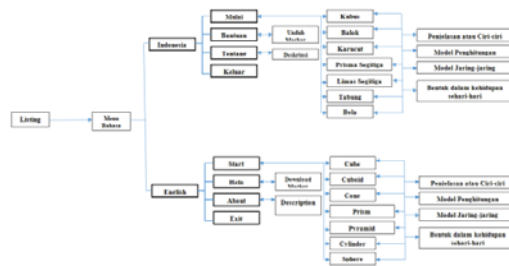 Listing
Menu
Bahasa
Indonesia
Mulai
Bantuan
Tentang
Keluar
Unduh
Marker
Deskripsi
Kubus
Balok
Kerucut
Prisma Segitiga
Limas Segitiga
Tabung
Bola
Penjelasan atau Ciri-ciri
Model Penghitungan
Model Jaring-jaring
Bentuk dalam kehidupan
sehari-hari
English
Start
Help
About
Exit
Download
Marker
Description
Cube
Cuboid
Cone
Prism
Pyramid
Cylinder
Sphere
Penjelasan atau Ciri-ciri
Model Penghitungan
Model Jaring-jaring
Bentuk dalam kehidupan
sehari-hari